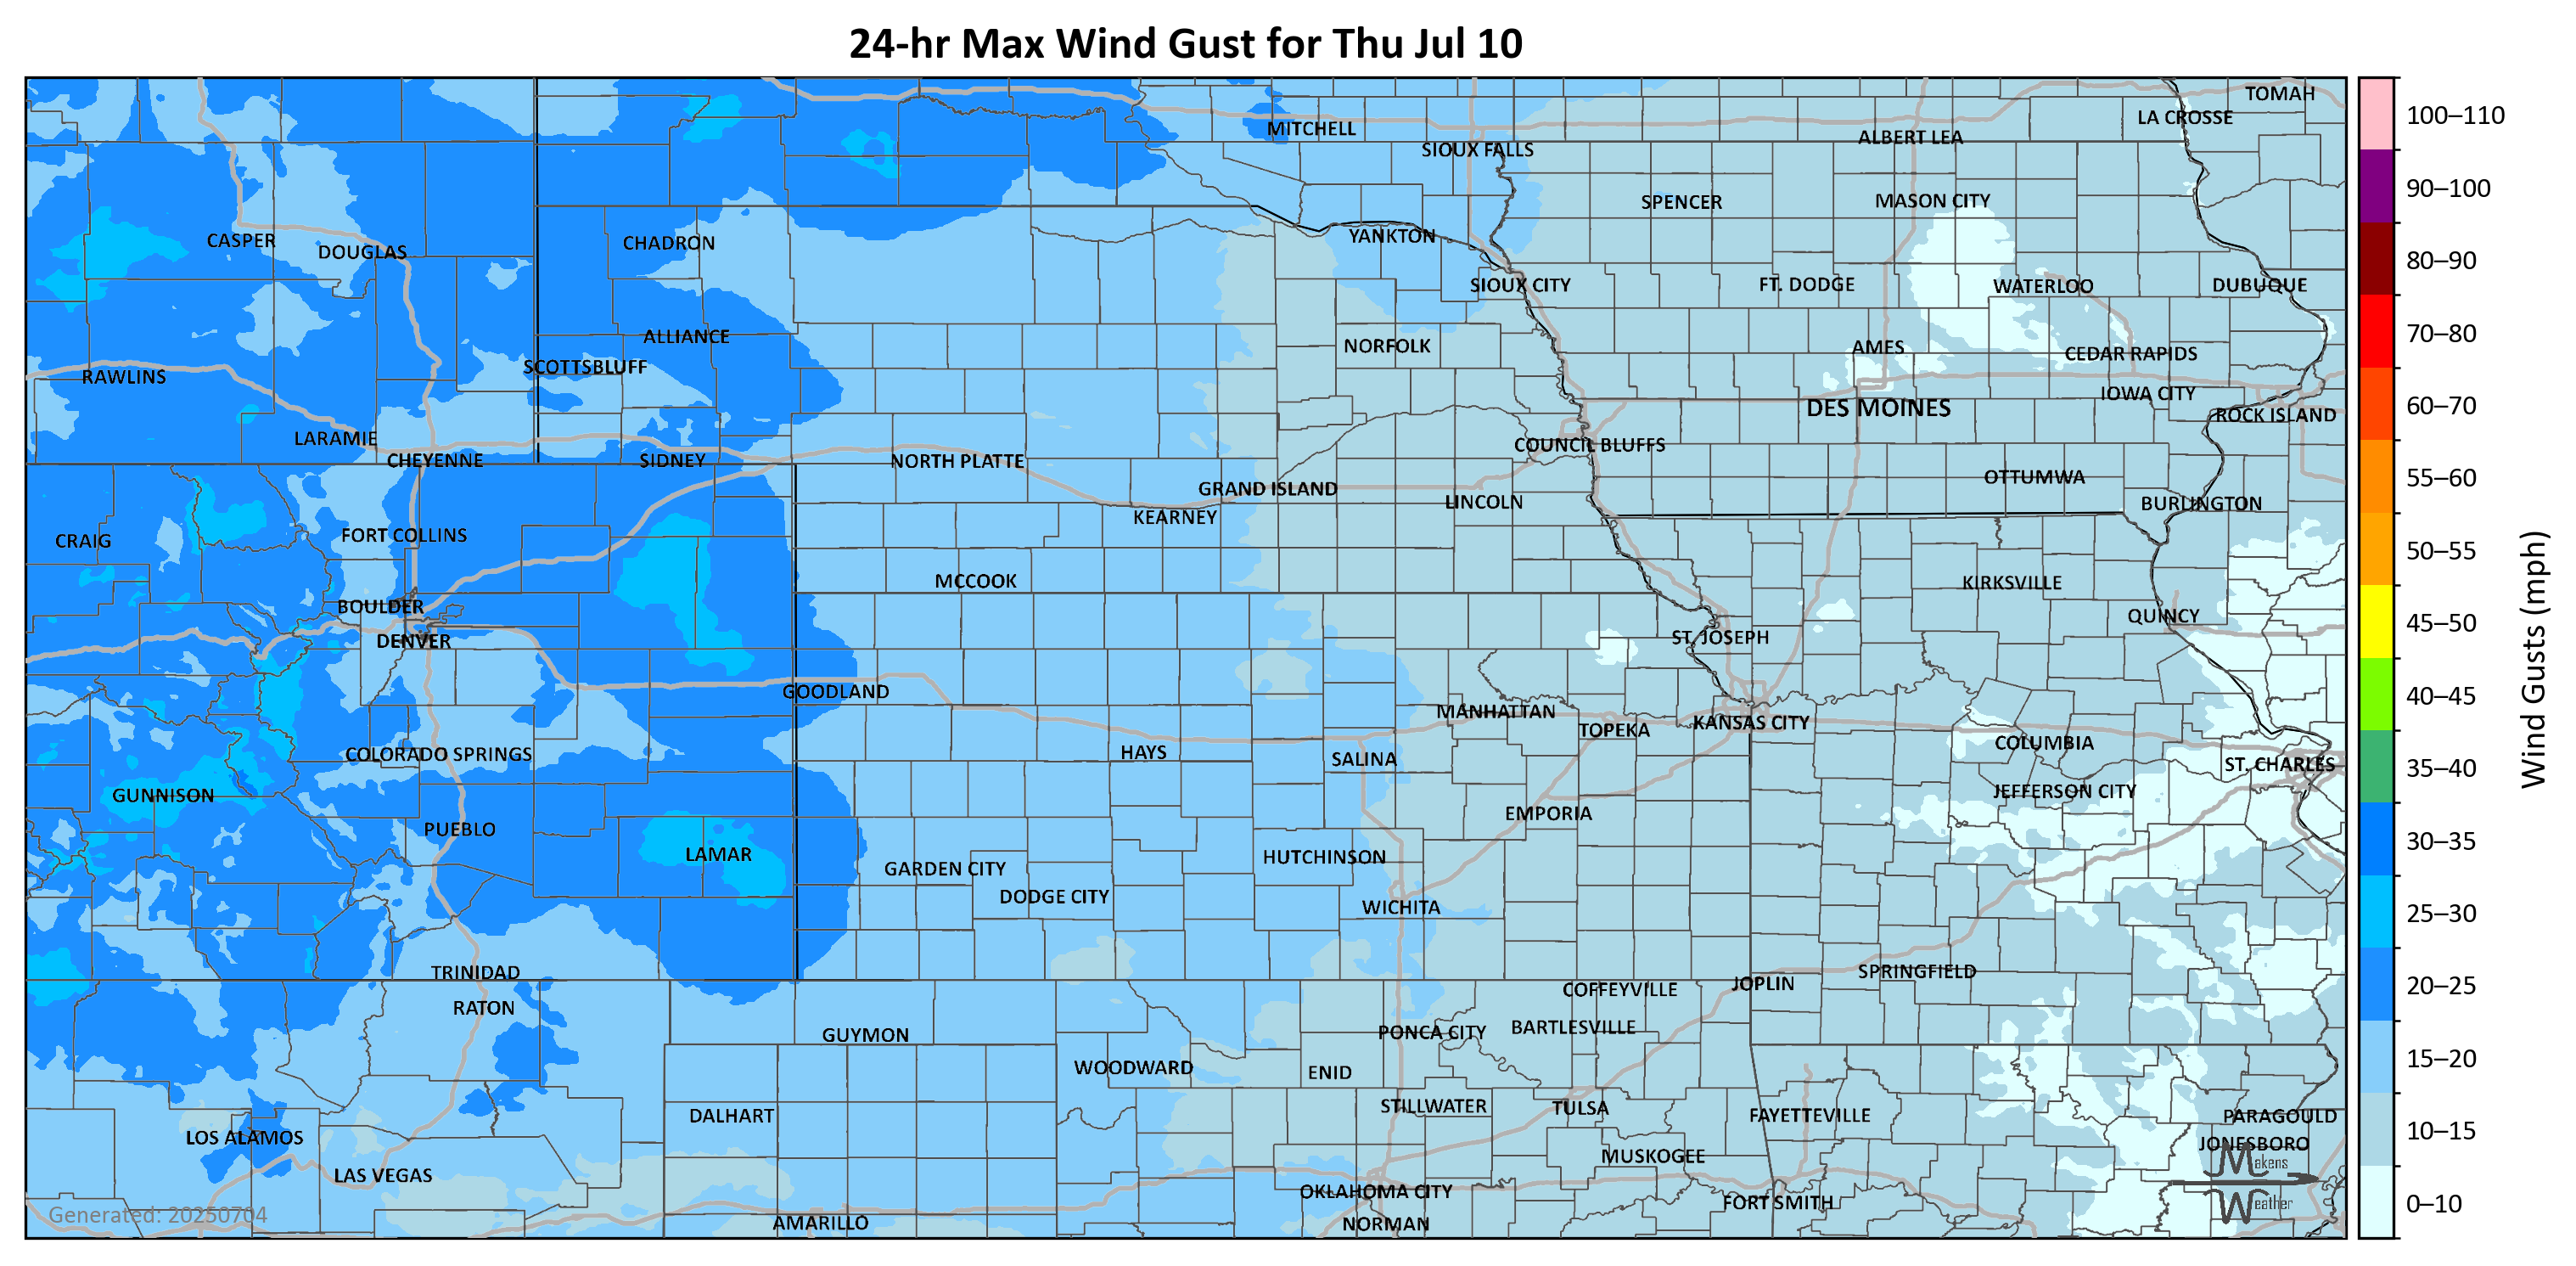 24-hr Max Wind Gust for Thu Jul 10
TOMAH
LA CROSSE
MITCHELL
ALBERT LEA
SIOUX FALLS
SPENCER
MASON CITY
CASPER
DOUGLAS
CHADRON
YANKTON
SIOUX CITY
FT. DODGE
WATERLOO
DUBUQUE
ALLIANCE
NORFOLK
AMES
CEDAR RAPIDS
SCOTTSBLUFF
RAWLINS
IOWA CITY
DES MOINES
ROCK ISLAND
LARAMIE
COUNCIL BLUFFS
CHEYENNE
SIDNEY
NORTH PLATTE
OTTUMWA
GRAND ISLAND
LINCOLN
BURLINGTON
KEARNEY
FORT COLLINS
CRAIG
MCCOOK
KIRKSVILLE
BOULDER
QUINCY
DENVER
ST. JOSEPH
GOODLAND
MANHATTAN
TOPEKA
KANSAS CITY
COLUMBIA
COLORADO SPRINGS
HAYS
SALINA
ST. CHARLES
GUNNISON
JEFFERSON CITY
EMPORIA
PUEBLO
LAMAR
HUTCHINSON
GARDEN CITY
DODGE CITY
WICHITA
TRINIDAD
SPRINGFIELD
JOPLIN
COFFEYVILLE
RATON
GUYMON
PONCA CITY
BARTLESVILLE
WOODWARD
ENID
STILLWATER
TULSA
DALHART
FAYETTEVILLE
PARAGOULD
LOS ALAMOS
JONESBORO
MUSKOGEE
LAS VEGAS
OKLAHOMA CITY
FORT SMITH
AMARILLO
NORMAN
Generated: 20250704
Makens
Weather
100–110
90–100
80–90
70–80
60–70
55–60
50–55
45–50
40–45
35–40
30–35
25–30
20–25
15–20
10–15
0–10
Wind Gusts (mph)